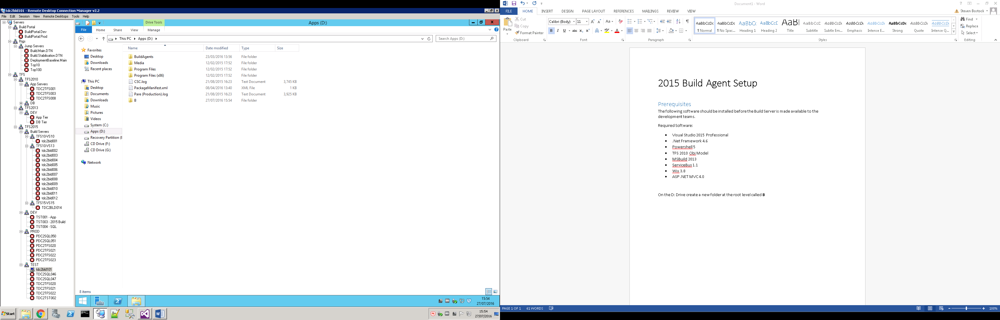 tdc2bld101 - Remote Desktop Connection Manager v2.2
File Edit Session View Remote Desktops Tools Help
Servers
Build Portal
BuildPortal.Dev
BuildPortal.Prod
Rigs
Jump Servers
Build.Main.DTN
Build.Stabilisation.DTN
DeploymentBaseline.Main
Top10
Top100
TFS
TFS2010
App Servers
TDC2TFS001
TDC2TFS003
TDC2TFS008
DB
TFS2013
DEV
App Tier
DB Tier
TFS2015
Build Servers
TFS10-VS10
tdc2bld001
TFS10-VS13
tdc2bld002
tdc2bld003
tdc2bld004
tdc2bld005
tdc2bld006
tdc2bld007
tdc2bld008
tdc2bld009
tdc2bld010
tdc2bld011
tdc2bld012
TFS15-VS15
TDC2BLD014
DEV
TST001 - App
TST003 - 2015 Build
TST004 - SQL
PROD
PDC2SQL050
PDC2SQL051
PDC2TFS020
PDC2TFS021
PDC2TFS022
PDC2TFS023
TEST
tdc2bld101
TDC2SQL046
TDC2SQL047
TDC2TFS020
TDC2TFS021
TDC2TFS022
TDC2TST002
Drive Tools
Apps (D:)
File Home Share View Manage
This PC Apps (D:)
Search Apps (D:)
Favorites
Desktop
Downloads
Recent places
This PC
Desktop
Documents
Downloads
Music
Pictures
Videos
System (C:)
Apps (D:)
Recovery Partition (E
CD Drive (F:)
CD Drive (G:)
Network
Name Date modified Type Size
BuildAgents 23/03/2016 13:56 File folder
Media 12/02/2015 17:52 File folder
Program Files 12/02/2015 17:52 File folder
Program Files (x86) 12/02/2015 17:52 File folder
CSC.log 21/08/2015 16:23 Text Document 3,745 KB
PackageManifest.xml 08/04/2016 13:40 XML File 1 KB
Pare (Production).log 21/08/2015 16:23 Text Document 3,925 KB
B 27/07/2016 15:54 File folder
8 items
15:54
27/07/2016
Start
15:54
27/07/2016
Document1 - Word
FILE HOME INSERT DESIGN PAGE LAYOUT REFERENCES MAILINGS REVIEW VIEW
Steven Bostock
Paste
Cut
Copy
Format Painter
Clipboard
Calibri (Body) 11
Font
Paragraph
AaBbCcDc AaBbCcDc AaBbC( AaBbCcE AaBl AaBbCcC AaBbCcDc AaBbCcDc AaBbCcDc AaBbCcDc AaBbCcDc AaBbCcDc
¶ Normal ¶ No Spac... Heading 1 Heading 2 Title Subtitle Subtle Em... Emphasis Intense E... Strong Quote Intense Q...
Styles
Find
Replace
Select
Editing
2015 Build Agent Setup
Prerequisites
The following software should be installed before the Build Server is made available to the
development teams.
Required Software:
• Visual Studio 2015 Professional
• .Net Framework 4.6
• Powershell 5
• TFS 2010 Obj Model
• MSBuild 2013
• ServiceBus 1.1
• Wix 3.8
• ASP .NET MVC 4.0
On the D: Drive create a new folder at the root level called B
PAGE 1 OF 1 61 WORDS
100%